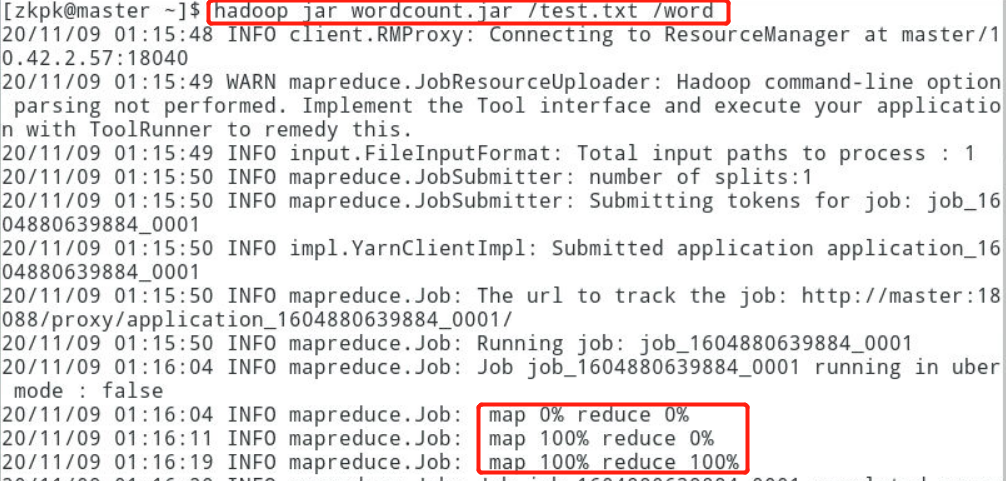 [zkpk@master ~]$ hadoop jar wordcount.jar /test.txt /word
20/11/09 01:15:48 INFO client.RMProxy: Connecting to ResourceManager at master/1
0.42.2.57:18040
20/11/09 01:15:49 WARN mapreduce.JobResourceUploader: Hadoop command-line option
 parsing not performed. Implement the Tool interface and execute your applicatio
n with ToolRunner to remedy this.
20/11/09 01:15:49 INFO input.FileInputFormat: Total input paths to process : 1
20/11/09 01:15:50 INFO mapreduce.JobSubmitter: number of splits:1
20/11/09 01:15:50 INFO mapreduce.JobSubmitter: Submitting tokens for job: job_16
04880639884_0001
20/11/09 01:15:50 INFO impl.YarnClientImpl: Submitted application application_16
04880639884_0001
20/11/09 01:15:50 INFO mapreduce.Job: The url to track the job: http://master:18
088/proxy/application_1604880639884_0001/
20/11/09 01:15:50 INFO mapreduce.Job: Running job: job_1604880639884_0001
20/11/09 01:16:04 INFO mapreduce.Job: Job job_1604880639884_0001 running in uber
 mode : false
20/11/09 01:16:04 INFO mapreduce.Job:  map 0% reduce 0%
20/11/09 01:16:11 INFO mapreduce.Job:  map 100% reduce 0%
20/11/09 01:16:19 INFO mapreduce.Job:  map 100% reduce 100%